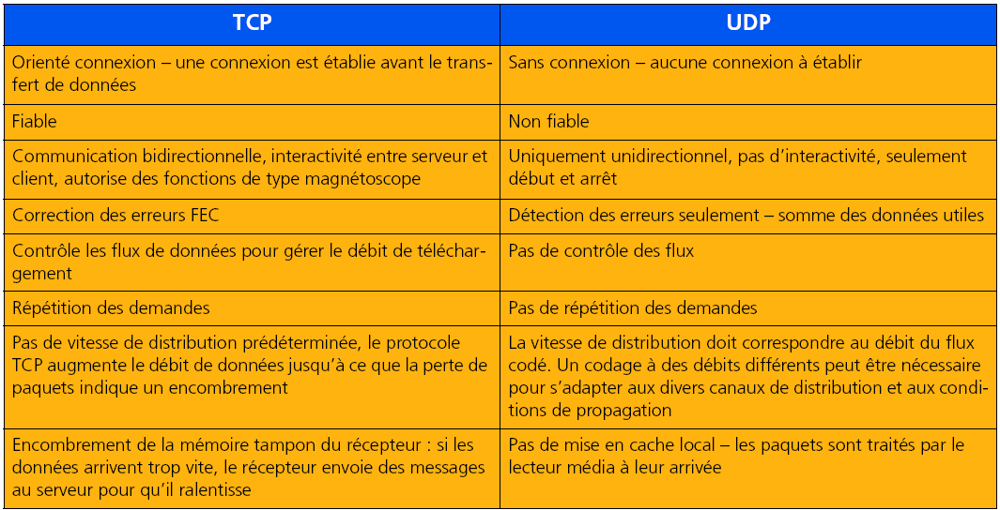 TCP
UDP
Orienté connexion – une connexion est établie avant le trans-
fert de données
Sans connexion – aucune connexion à établir
Fiable
Non fiable
Communication bidirectionnelle, interactivité entre serveur et
client, autorise des fonctions de type magnétoscope
Uniquement unidirectionnel, pas d’interactivité, seulement
début et arrêt
Correction des erreurs FEC
Détection des erreurs seulement – somme des données utiles
Contrôle les flux de données pour gérer le débit de téléchar-
gement
Pas de contrôle des flux
Répétition des demandes
Pas de répétition des demandes
Pas de vitesse de distribution prédéterminée, le protocole
TCP augmente le débit de données jusqu’à ce que la perte de
paquets indique un encombrement
La vitesse de distribution doit correspondre au débit du flux
codé. Un codage à des débits différents peut être nécessaire
pour s’adapter aux divers canaux de distribution et aux condi-
tions de propagation
Encombrement de la mémoire tampon du récepteur : si les
données arrivent trop vite, le récepteur envoie des messages
au serveur pour qu’il ralentisse
Pas de mise en cache local – les paquets sont traités par le
lecteur média à leur arrivée